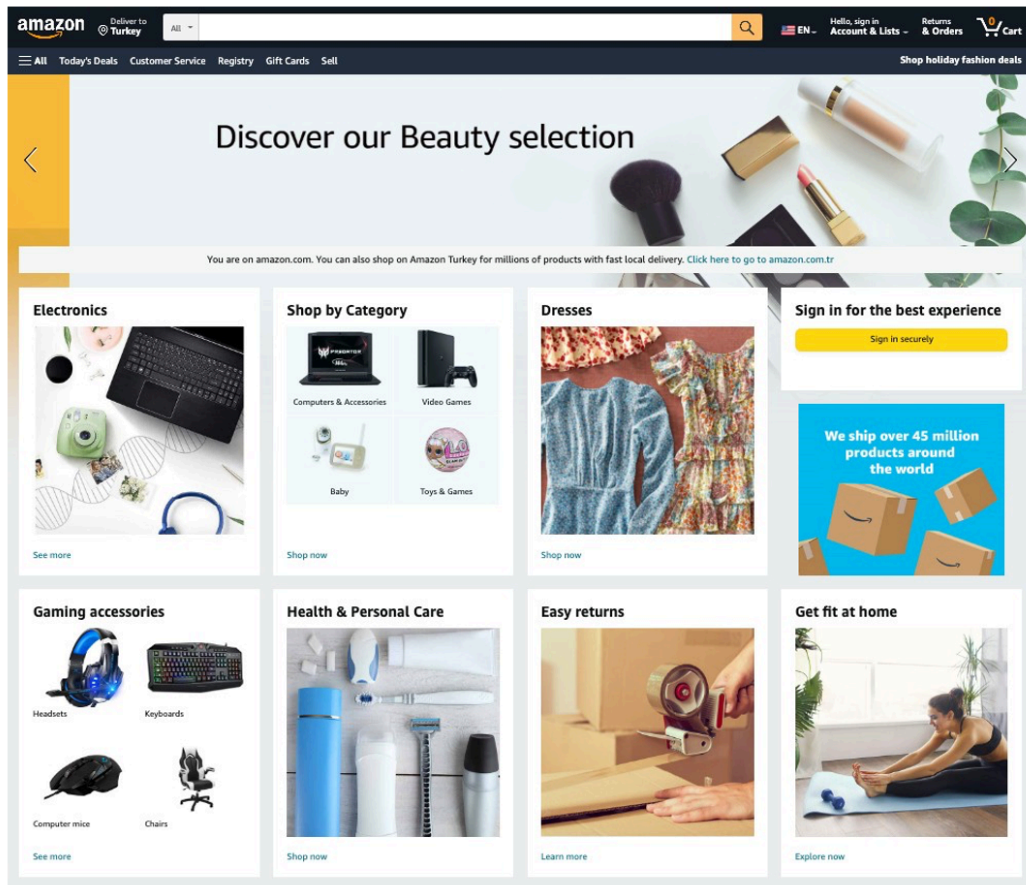 amazon
Deliver to
Turkey
All
EN
Hello, sign in
Account & Lists
Returns
& Orders
0
Cart
All
Today's Deals
Customer Service
Registry
Gift Cards
Sell
Shop holiday fashion deals
Discover our Beauty selection
You are on amazon.com. You can also shop on Amazon Turkey for millions of products with fast local delivery. Click here to go to amazon.com.tr
Electronics
See more
Shop by Category
PREDATOR
Computers & Accessories
Video Games
L.O.L
Baby
Toys & Games
Shop now
Dresses
Shop now
Sign in for the best experience
Sign in securely
We ship over 45 million
products around
the world
Gaming accessories
Headsets
Keyboards
Computer mice
Chairs
See more
Health & Personal Care
Shop now
Easy returns
Learn more
Get fit at home
Explore now